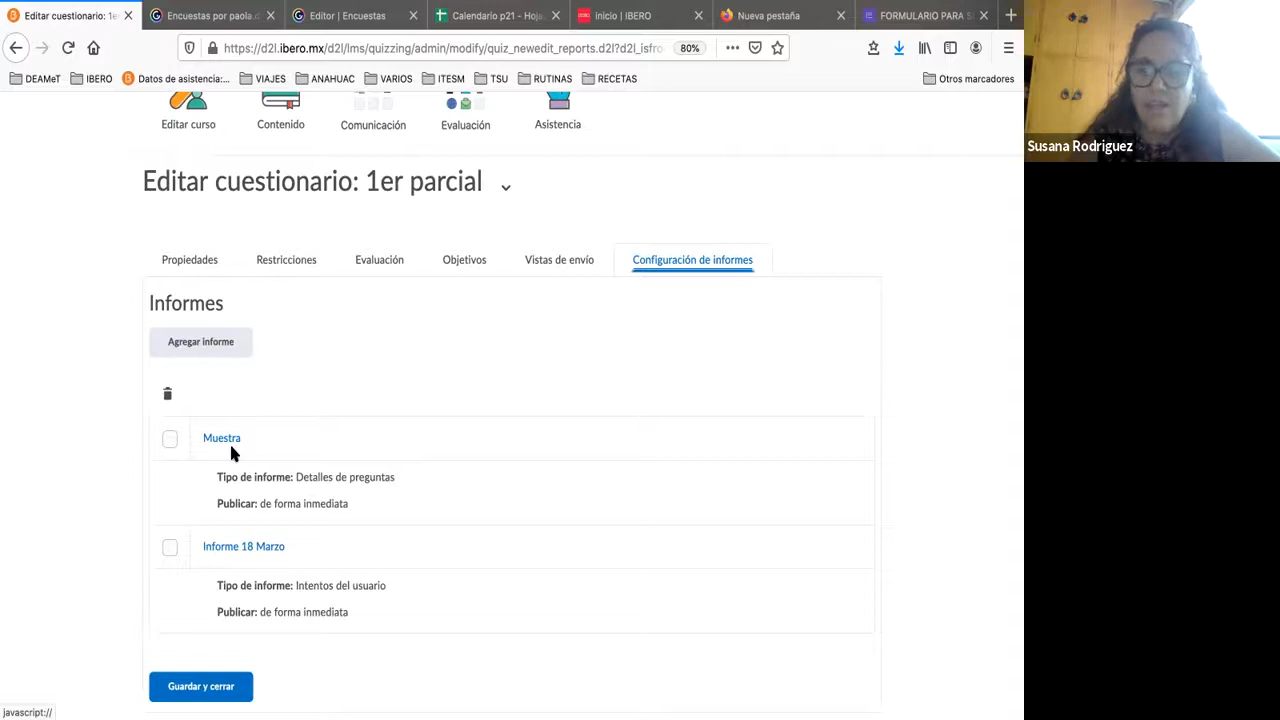 Editar cuestionario: 1er
Encuestas por paola.d
Editor | Encuestas
Calendario p21 - Hoja
inicio | IBERO
Nueva pestaña
FORMULARIO PARA S
https://d2l.ibero.mx/d2l/lms/quizzing/admin/modify/quiz_newedit_reports.d2l?d2l_isfro
80%
DEAMeT
IBERO
Datos de asistencia:...
VIAJES
ANAHUAC
VARIOS
ITESM
TSU
RUTINAS
RECETAS
Otros marcadores
Susana Rodriguez
Editar curso
Contenido
Comunicación
Evaluación
Asistencia
Editar cuestionario: 1er parcial
Propiedades
Restricciones
Evaluación
Objetivos
Vistas de envío
Configuración de informes
Informes
Agregar informe
Muestra
Tipo de informe: Detalles de preguntas
Publicar: de forma inmediata
Informe 18 Marzo
Tipo de informe: Intentos del usuario
Publicar: de forma inmediata
Guardar y cerrar
javascript://